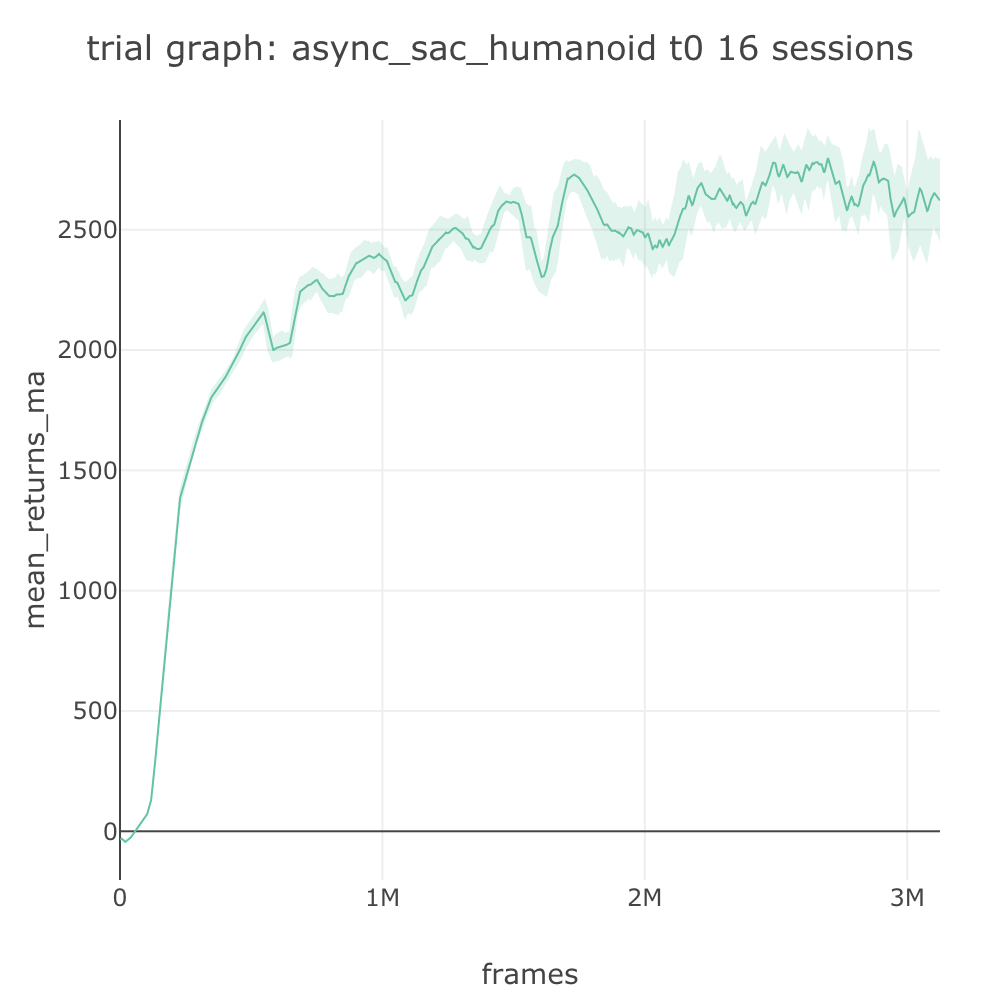 trial graph: async_sac_humanoid t0 16 sessions
mean_returns_ma
2500
2000
1500
1000
500
0
0
1M
2M
3M
frames